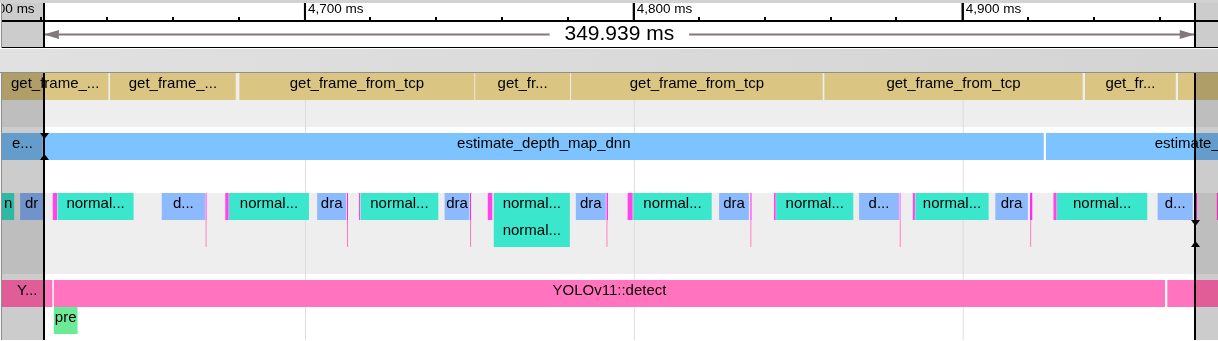 00 ms 4,700 ms 4,800 ms 4,900 ms
349.939 ms
get_frame_... get_frame_... get_frame_from_tcp get_fr... get_frame_from_tcp get_frame_from_tcp get_fr...
e... estimate_depth_map_dnn estimate_
n dr normal... d... normal... dra normal... dra normal... dra normal... dra normal... d... normal... dra normal... d...
normal...
Y... YOLOv11::detect
pre